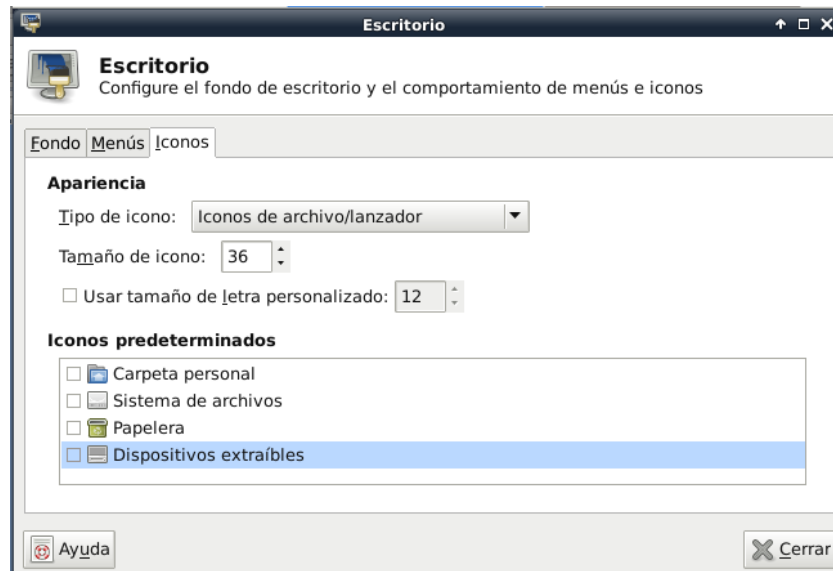 Escritorio
Escritorio
Configure el fondo de escritorio y el comportamiento de menús e iconos
Fondo Menús Iconos
Apariencia
Tipo de icono: Iconos de archivo/lanzador
Tamaño de icono: 36
Usar tamaño de letra personalizado: 12
Iconos predeterminados
Carpeta personal
Sistema de archivos
Papelera
Dispositivos extraíbles
Ayuda Cerrar